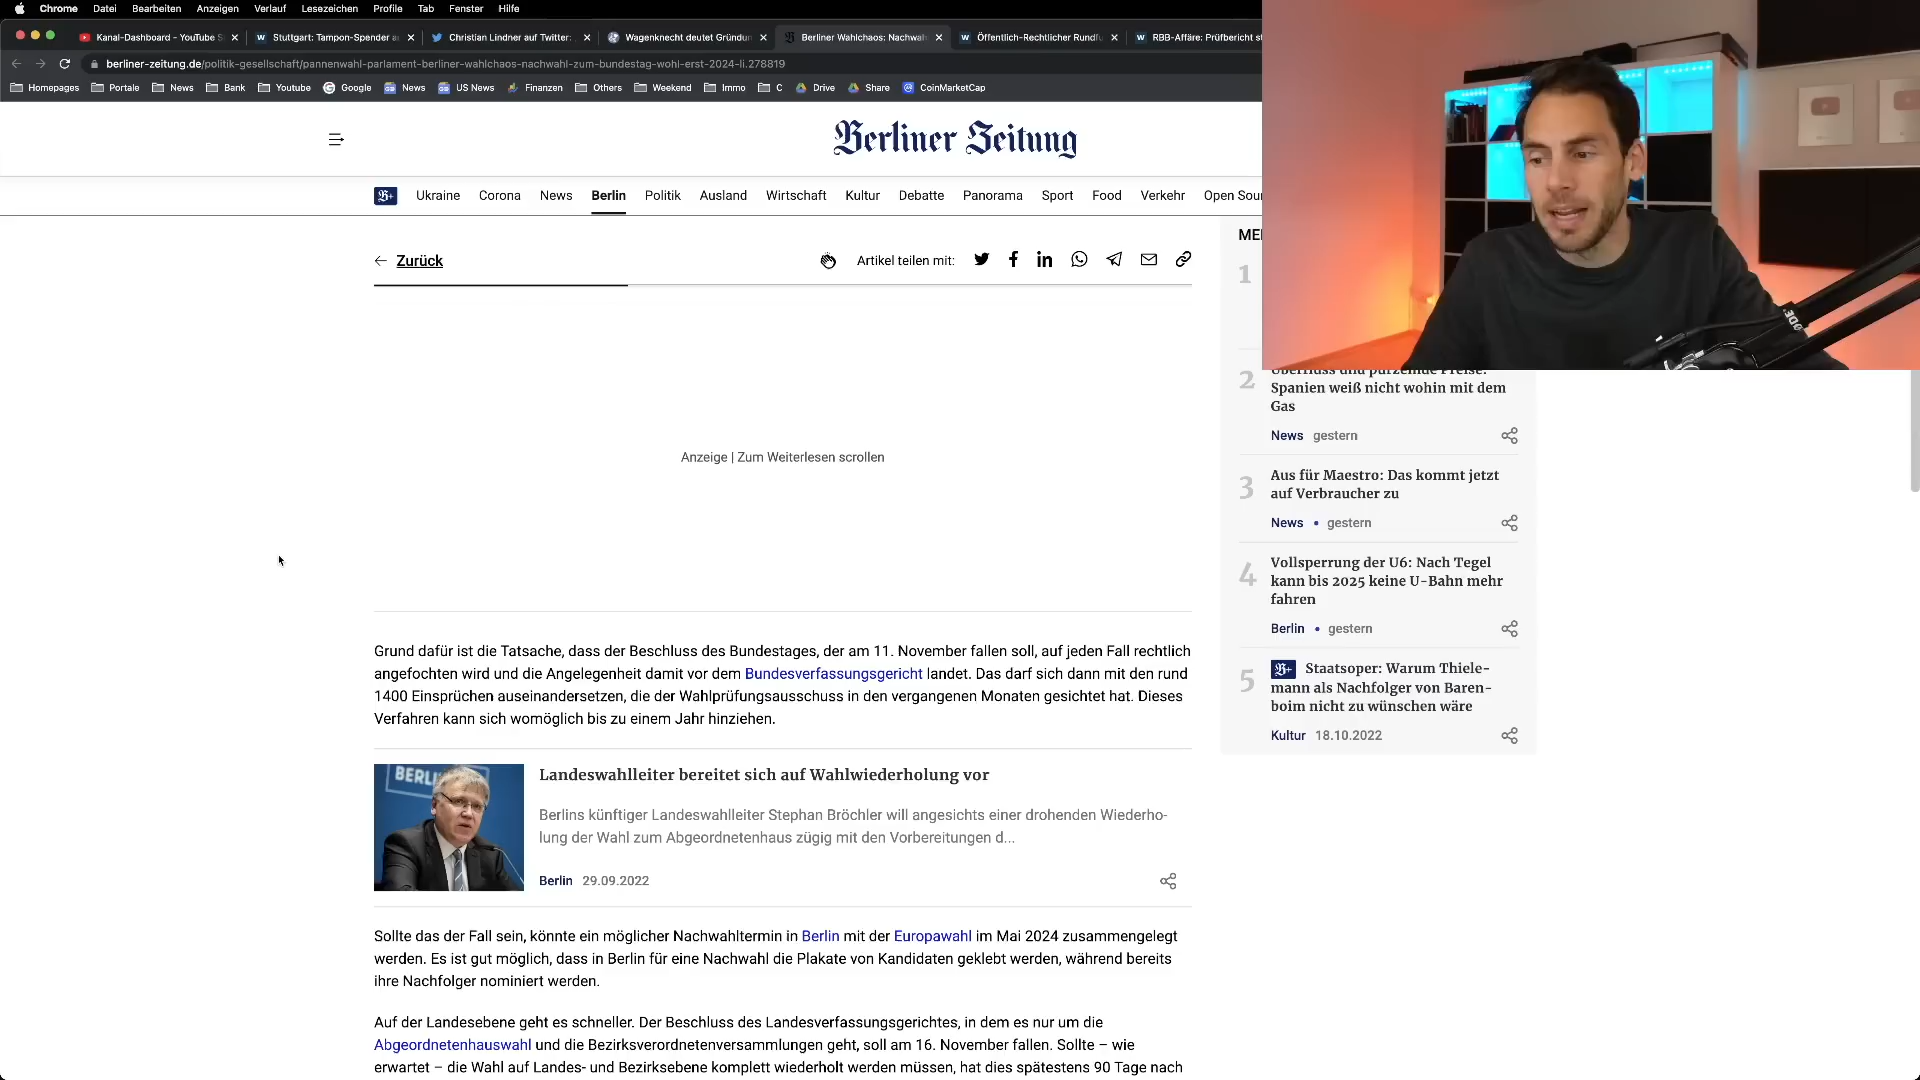 Chrome Datei Bearbeiten Anzeigen Verlauf Lesezeichen Profile Tab Fenster Hilfe
Kanal-Dashboard – YouTube S
Stuttgart: Tampon-Spender a
Christian Lindner auf Twitter:
Wagenknecht deutet Gründun
Berliner Wahlchaos: Nachwah
Öffentlich-Rechtlicher Rundfu
RBB-Affäre: Prüfbericht st
berliner-zeitung.de/politik-gesellschaft/pannenwahl-parlament-berliner-wahlchaos-nachwahl-zum-bundestag-wohl-erst-2024-li.278819
Homepages Portale News Bank Youtube Google News US News Finanzen Others Weekend Immo C Drive Share CoinMarketCap
Berliner Zeitung
B+ Ukraine Corona News Berlin Politik Ausland Wirtschaft Kultur Debatte Panorama Sport Food Verkehr Open Sou
Zurück
Artikel teilen mit:
Anzeige | Zum Weiterlesen scrollen
Grund dafür ist die Tatsache, dass der Beschluss des Bundestages, der am 11. November fallen soll, auf jeden Fall rechtlich
angefochten wird und die Angelegenheit damit vor dem Bundesverfassungsgericht landet. Das darf sich dann mit den rund
1400 Einsprüchen auseinandersetzen, die der Wahlprüfungsausschuss in den vergangenen Monaten gesichtet hat. Dieses
Verfahren kann sich womöglich bis zu einem Jahr hinziehen.
BERLI
Landeswahlleiter bereitet sich auf Wahlwiederholung vor
Berlins künftiger Landeswahlleiter Stephan Bröchler will angesichts einer drohenden Wiederho-
lung der Wahl zum Abgeordnetenhaus zügig mit den Vorbereitungen d...
Berlin 29.09.2022
Sollte das der Fall sein, könnte ein möglicher Nachwahltermin in Berlin mit der Europawahl im Mai 2024 zusammengelegt
werden. Es ist gut möglich, dass in Berlin für eine Nachwahl die Plakate von Kandidaten geklebt werden, während bereits
ihre Nachfolger nominiert werden.
Auf der Landesebene geht es schneller. Der Beschluss des Landesverfassungsgerichtes, in dem es nur um die
Abgeordnetenhauswahl und die Bezirksverordnetenversammlungen geht, soll am 16. November fallen. Sollte – wie
erwartet – die Wahl auf Landes- und Bezirksebene komplett wiederholt werden müssen, hat dies spätestens 90 Tage nach
MEI
1
2
Überfluss und purzelnde Preise:
Spanien weiß nicht wohin mit dem
Gas
News gestern
3
Aus für Maestro: Das kommt jetzt
auf Verbraucher zu
News • gestern
4
Vollsperrung der U6: Nach Tegel
kann bis 2025 keine U-Bahn mehr
fahren
Berlin • gestern
5
B+ Staatsoper: Warum Thiele-
mann als Nachfolger von Baren-
boim nicht zu wünschen wäre
Kultur 18.10.2022
RØDE